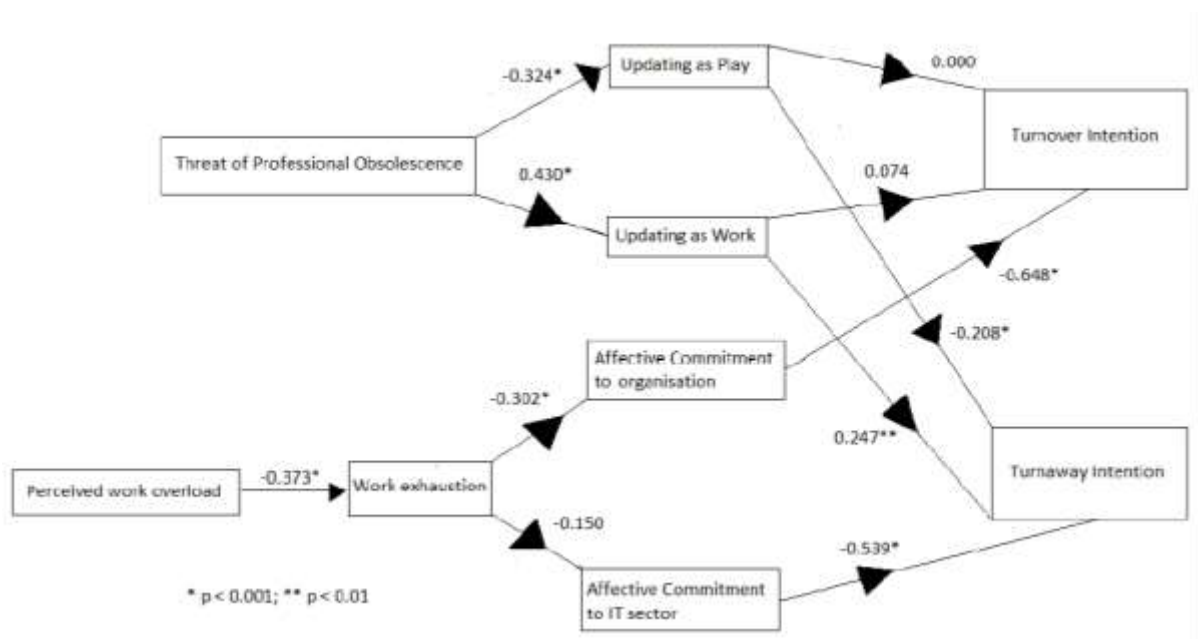 Updating as Play
0.000
-0.324*
Turnover Intention
Threat of Professional Obsolescence
0.430*
0.074
Updating as Work
-0.648*
-0.208*
Affective Commitment
to organisation
-0.302*
0.247**
Turnaway Intention
Perceived work overload
-0.373*
Work exhaustion
-0.150
-0.539*
Affective Commitment
to IT sector
* p < 0.001; ** p < 0.01